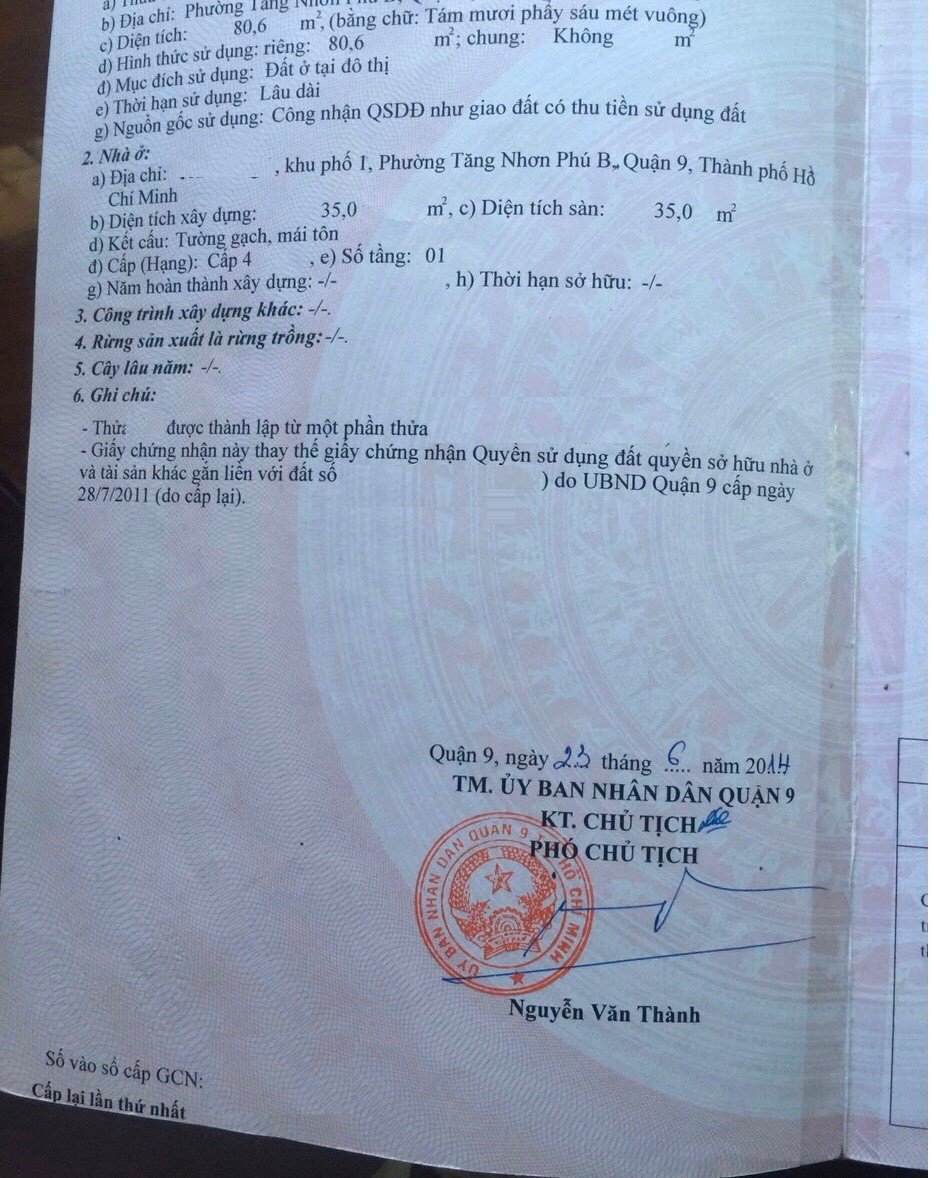 b) Địa chỉ: Phường Tăng Nhơn Phú B,
c) Diện tích: 80,6 m², (bằng chữ: Tám mươi phẩy sáu mét vuông)
d) Hình thức sử dụng: riêng: 80,6 m²; chung: Không m²
đ) Mục đích sử dụng: Đất ở tại đô thị
e) Thời hạn sử dụng: Lâu dài
g) Nguồn gốc sử dụng: Công nhận QSDĐ như giao đất có thu tiền sử dụng đất
2. Nhà ở:
a) Địa chỉ: , khu phố 1, Phường Tăng Nhơn Phú B, Quận 9, Thành phố Hồ
Chí Minh
b) Diện tích xây dựng: 35,0 m², c) Diện tích sàn: 35,0 m²
d) Kết cấu: Tường gạch, mái tôn
đ) Cấp (Hạng): Cấp 4 , e) Số tầng: 01
g) Năm hoàn thành xây dựng: -/- , h) Thời hạn sở hữu: -/-
3. Công trình xây dựng khác: -/-.
4. Rừng sản xuất là rừng trồng: -/-.
5. Cây lâu năm: -/-.
6. Ghi chú:
- Thửa được thành lập từ một phần thửa
- Giấy chứng nhận này thay thế giấy chứng nhận Quyền sử dụng đất quyền sở hữu nhà ở
và tài sản khác gắn liền với đất số ) do UBND Quận 9 cấp ngày
28/7/2011 (do cấp lại).
Quận 9, ngày 23 tháng 6 năm 2014
TM. ỦY BAN NHÂN DÂN QUẬN 9
KT. CHỦ TỊCH
PHÓ CHỦ TỊCH
ỦY BAN NHÂN DÂN QUẬN 9 T.P HỒ CHÍ MINH
VIỆT NAM
Nguyễn Văn Thành
Số vào sổ cấp GCN:
Cấp lại lần thứ nhất